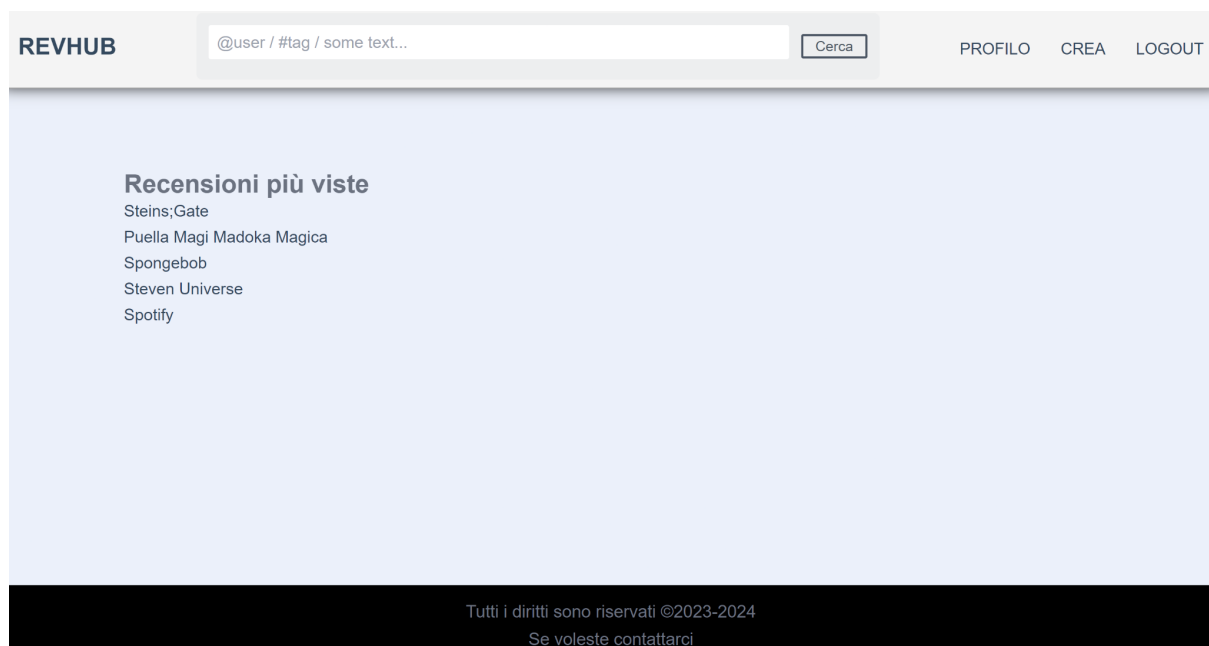 REVHUB
@user / #tag / some text...
Cerca
PROFILO
CREA
LOGOUT
Recensioni più viste
Steins;Gate
Puella Magi Madoka Magica
Spongebob
Steven Universe
Spotify
Tutti i diritti sono riservati ©2023-2024
Se voleste contattarci